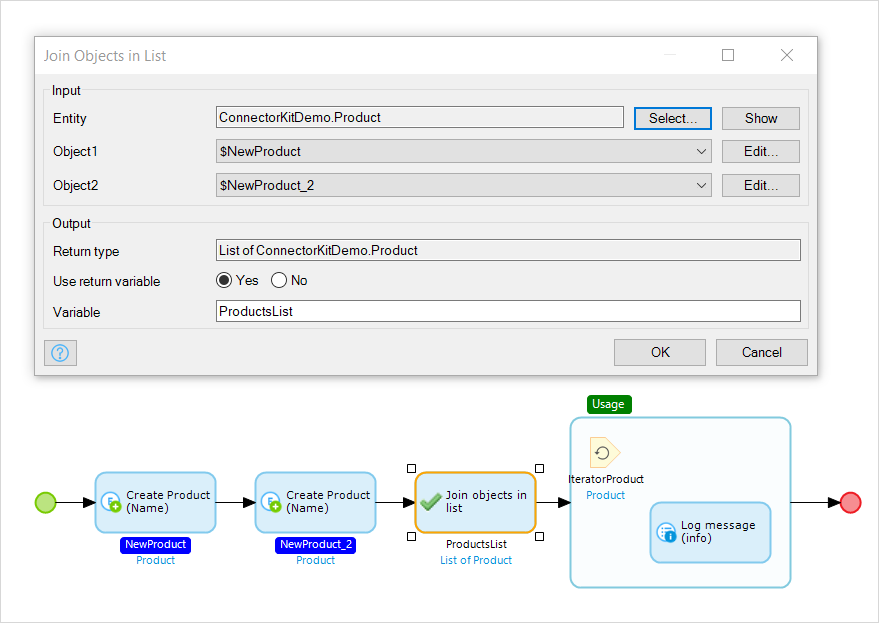 Join Objects in List
Input
Entity
ConnectorKitDemo.Product
Select...
Show
Object1
$NewProduct
Edit...
Object2
$NewProduct_2
Edit...
Output
Return type
List of ConnectorKitDemo.Product
Use return variable
Yes
No
Variable
ProductsList
?
OK
Cancel
Usage
Create Product
(Name)
NewProduct
Product
Create Product
(Name)
NewProduct_2
Product
Join objects in
list
ProductsList
List of Product
IteratorProduct
Product
Log message
(info)